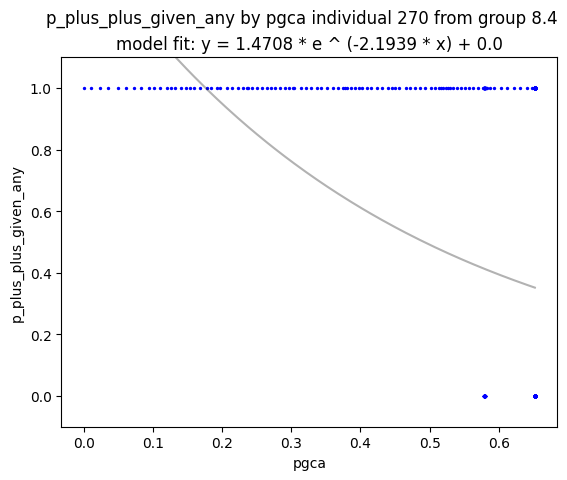 p_plus_plus_given_any by pgca individual 270 from group 8.4
model fit: y = 1.4708 * e ^ (-2.1939 * x) + 0.0
1.0
0.8
0.6
0.4
0.2
0.0
p_plus_plus_given_any
0.0 0.1 0.2 0.3 0.4 0.5 0.6
pgca